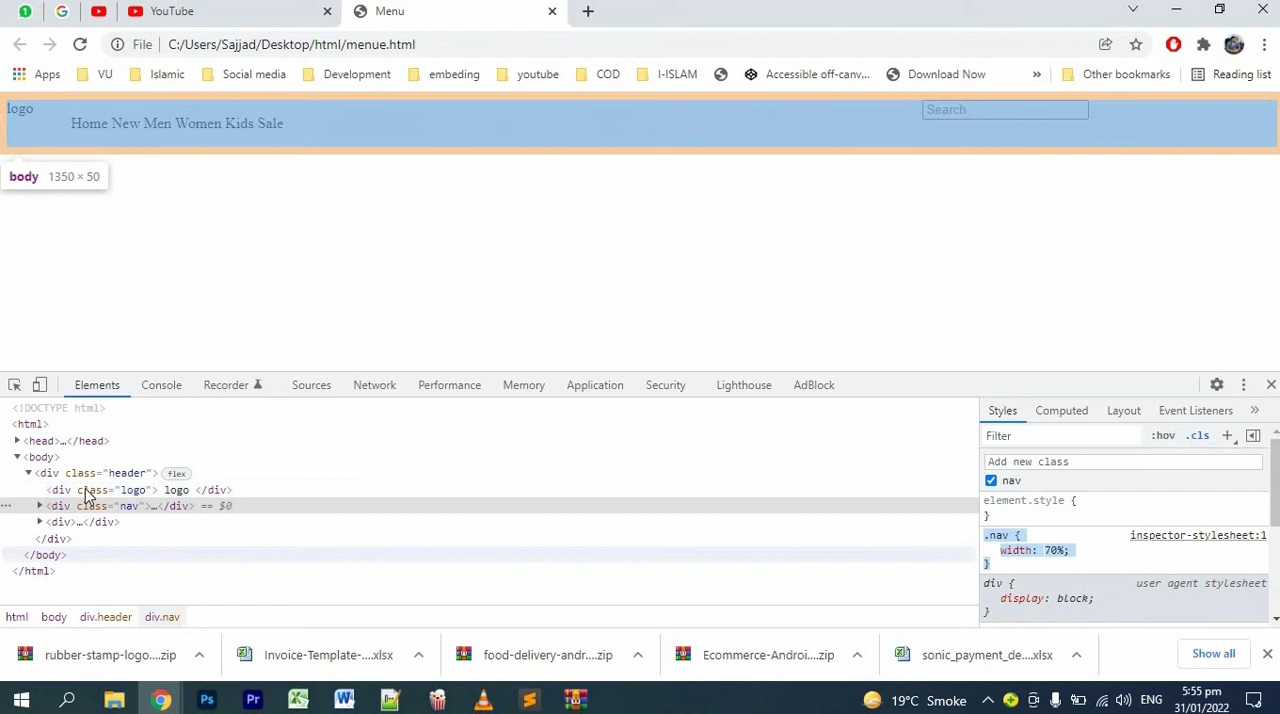 YouTube
Menu
File C:/Users/Sajjad/Desktop/html/menue.html
Apps VU Islamic Social media Development embeding youtube COD I-ISLAM Accessible off-canv... Download Now » Other bookmarks Reading list
logo
Search
Home New Men Women Kids Sale
body 1350 × 50
Elements Console Recorder Sources Network Performance Memory Application Security Lighthouse AdBlock
<!DOCTYPE html>
<html>
<head>…</head>
<body>
<div class="header"> flex
<div class="logo"> logo </div>
<div class="nav">…</div> == $0
<div>…</div>
</div>
</body>
</html>
html body div.header div.nav
Styles Computed Layout Event Listeners »
Filter :hov .cls +
Add new class
nav
element.style {
}
.nav { inspector-stylesheet:1
width: 70%;
}
div { user agent stylesheet
display: block;
}
rubber-stamp-logo....zip Invoice-Template-....xlsx food-delivery-andr....zip Ecommerce-Androi....zip sonic_payment_de....xlsx Show all
19°C Smoke ENG 5:55 pm
31/01/2022